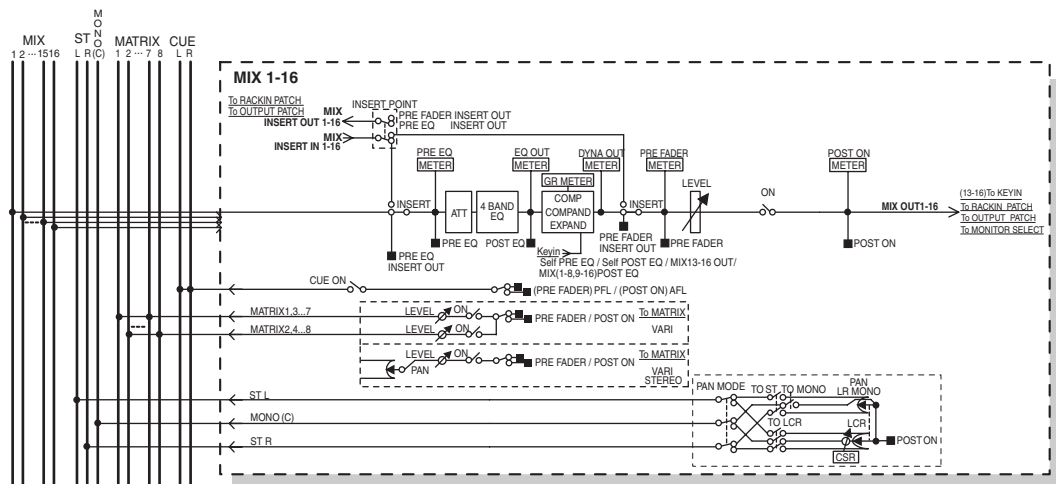 MONO
MIX ST (C) MATRIX CUE
1 2 ··· 15 16 L R 1 2 ··· 7 8 L R
MIX 1-16
To RACKIN PATCH
To OUTPUT PATCH
MIX
INSERT OUT 1-16
MIX
INSERT IN 1-16
INSERT POINT
PRE FADER INSERT OUT
PRE EQ INSERT OUT
PRE EQ
METER
EQ OUT
METER
DYNA OUT
METER
PRE FADER
METER
POST ON
METER
GR METER
INSERT
ATT
4 BAND
EQ
COMP
COMPAND
EXPAND
INSERT
LEVEL
ON
MIX OUT1-16
(13-16)To KEYIN
To RACKIN PATCH
To OUTPUT PATCH
To MONITOR SELECT
PRE EQ
INSERT OUT
PRE EQ
POST EQ
Keyin
Self PRE EQ / Self POST EQ / MIX13-16 OUT/
MIX(1-8,9-16)POST EQ
PRE FADER
INSERT OUT
PRE FADER
POST ON
CUE ON
(PRE FADER) PFL / (POST ON) AFL
MATRIX1,3...7
LEVEL ON
PRE FADER / POST ON
To MATRIX
VARI
MATRIX2,4...8
LEVEL ON
LEVEL ON
PAN
PRE FADER / POST ON
To MATRIX
VARI
STEREO
ST L
MONO (C)
ST R
PAN MODE
TO ST
TO MONO
PAN
LR MONO
TO LCR
LCR
CSR
POST ON